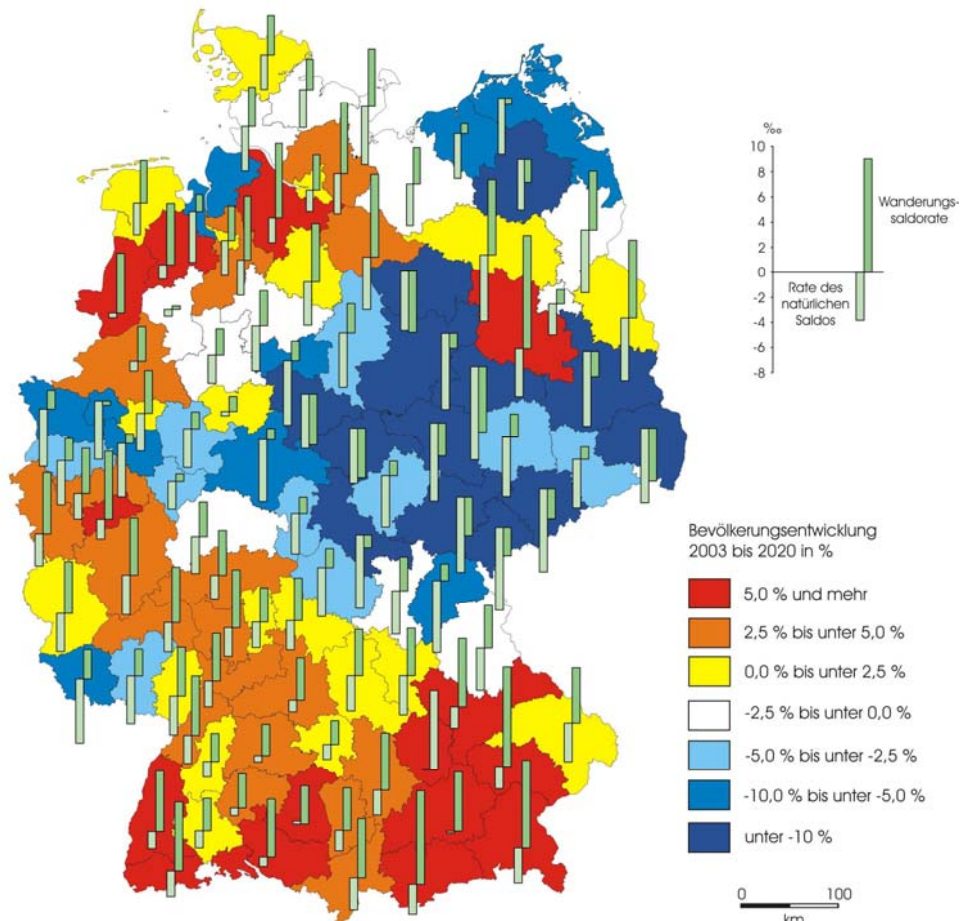 ‰
10
8
6
4
2
0
-2
-4
-6
-8
Wanderungs-
saldorate
Rate des
natürlichen
Saldos
Bevölkerungsentwicklung
2003 bis 2020 in %
5,0 % und mehr
2,5 % bis unter 5,0 %
0,0 % bis unter 2,5 %
-2,5 % bis unter 0,0 %
-5,0 % bis unter -2,5 %
-10,0 % bis unter -5,0 %
unter -10 %
0 100
km